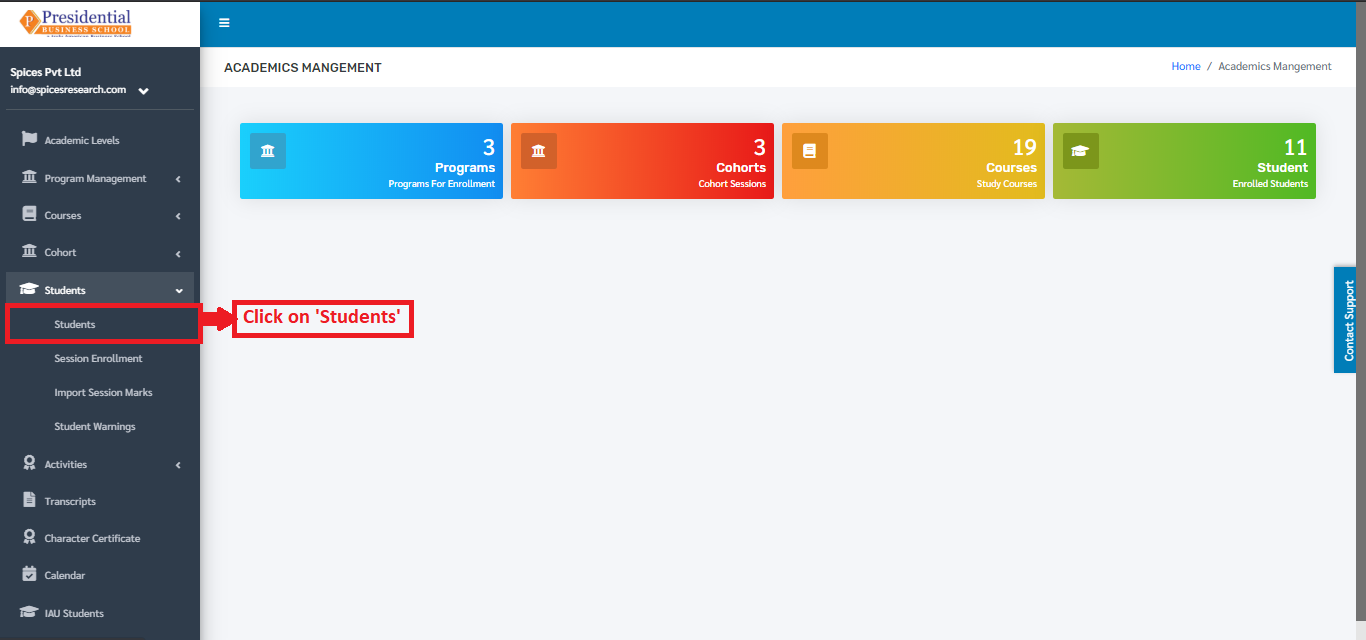 Presidential
BUSINESS SCHOOL
Spices Pvt Ltd
info@spicesresearch.com
Academic Levels
Program Management
Courses
Cohort
Students
Students
Session Enrollment
Import Session Marks
Student Warnings
Activities
Transcripts
Character Certificate
Calendar
IAU Students
ACADEMICS MANGEMENT
Home / Academics Mangement
3
Programs
Programs For Enrollment
3
Cohorts
Cohort Sessions
19
Courses
Study Courses
11
Student
Enrolled Students
Click on 'Students'
Contact Support